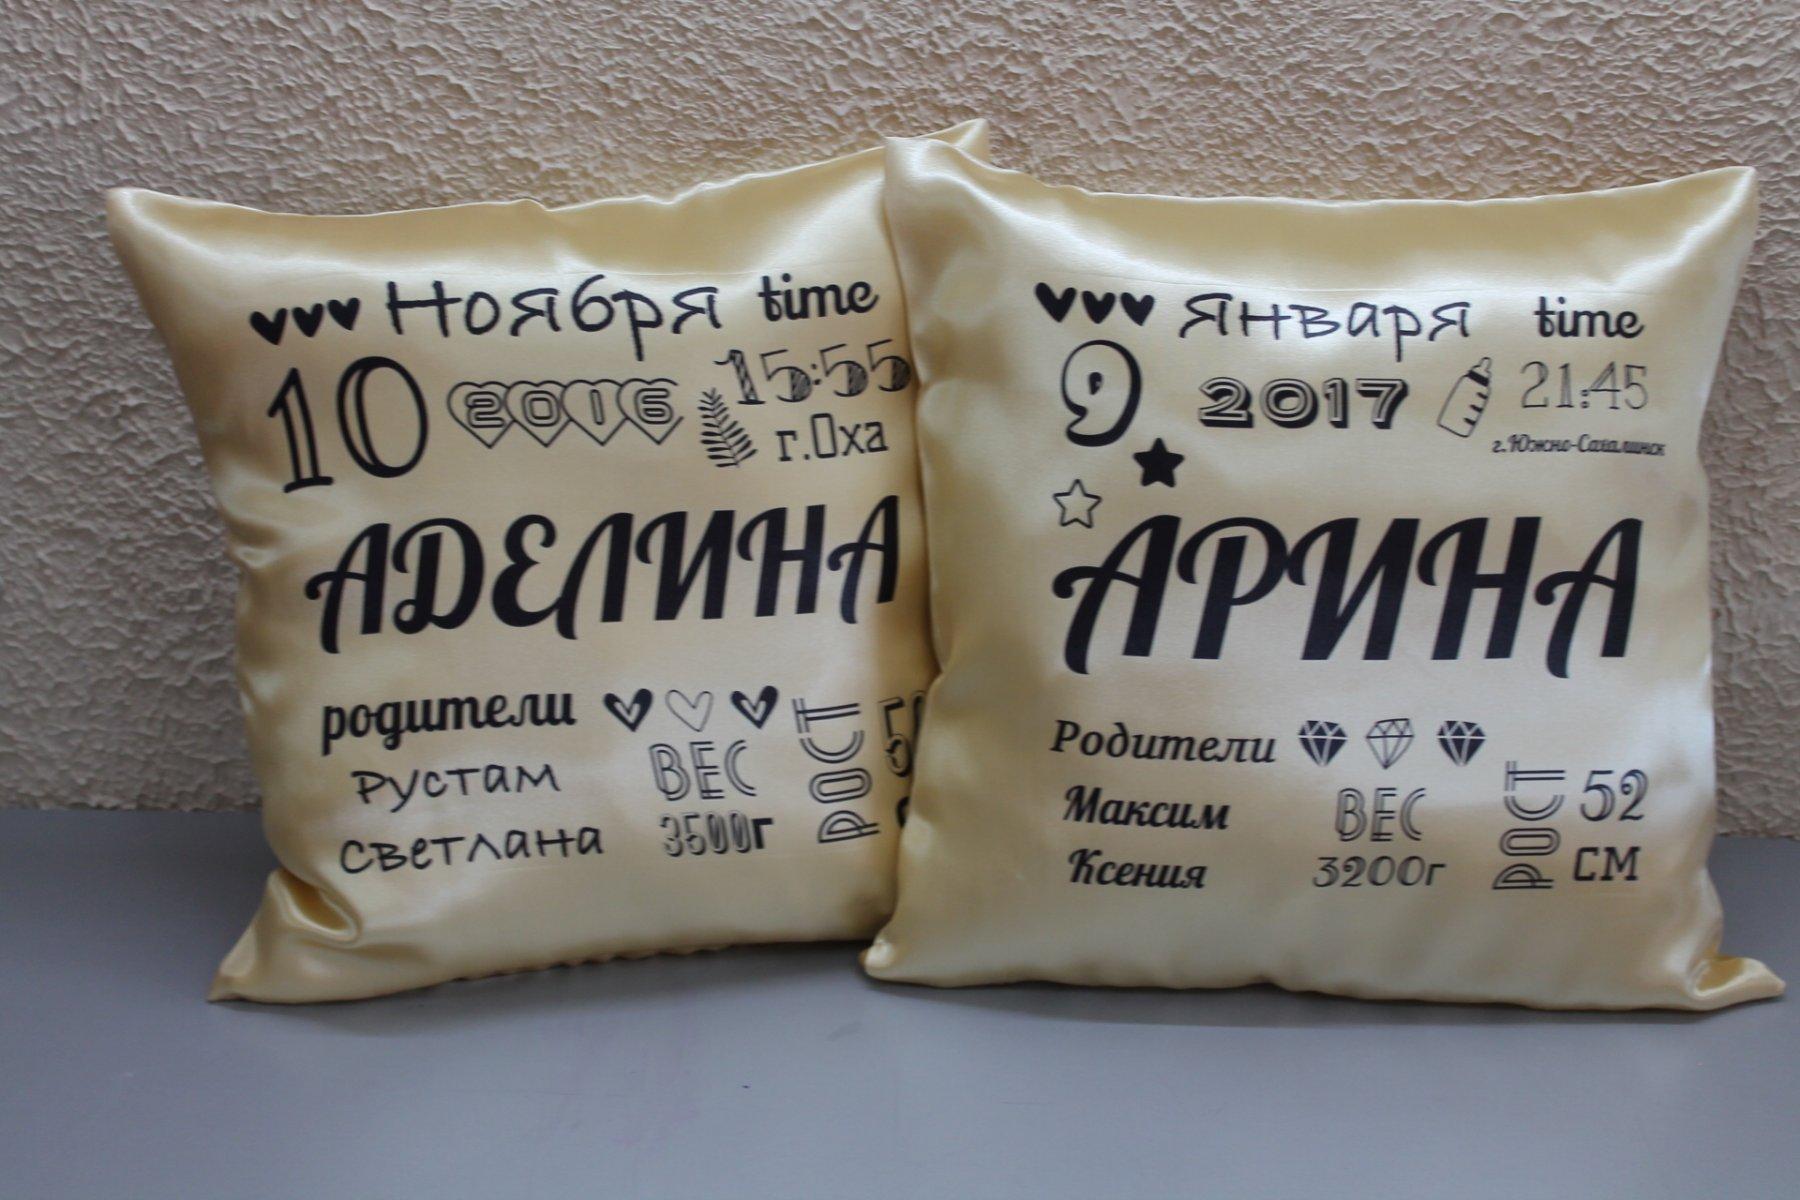 Ноября time
10 2016 15:55
г.Оха
АДЕЛИНА
родители
Рустам ВЕС РОСТ
Светлана 3500г
Января time
9 2017 21:45
г.Южно-Сахалинск
АРИНА
Родители
Максим ВЕС РОСТ 52
Ксения 3200г СМ